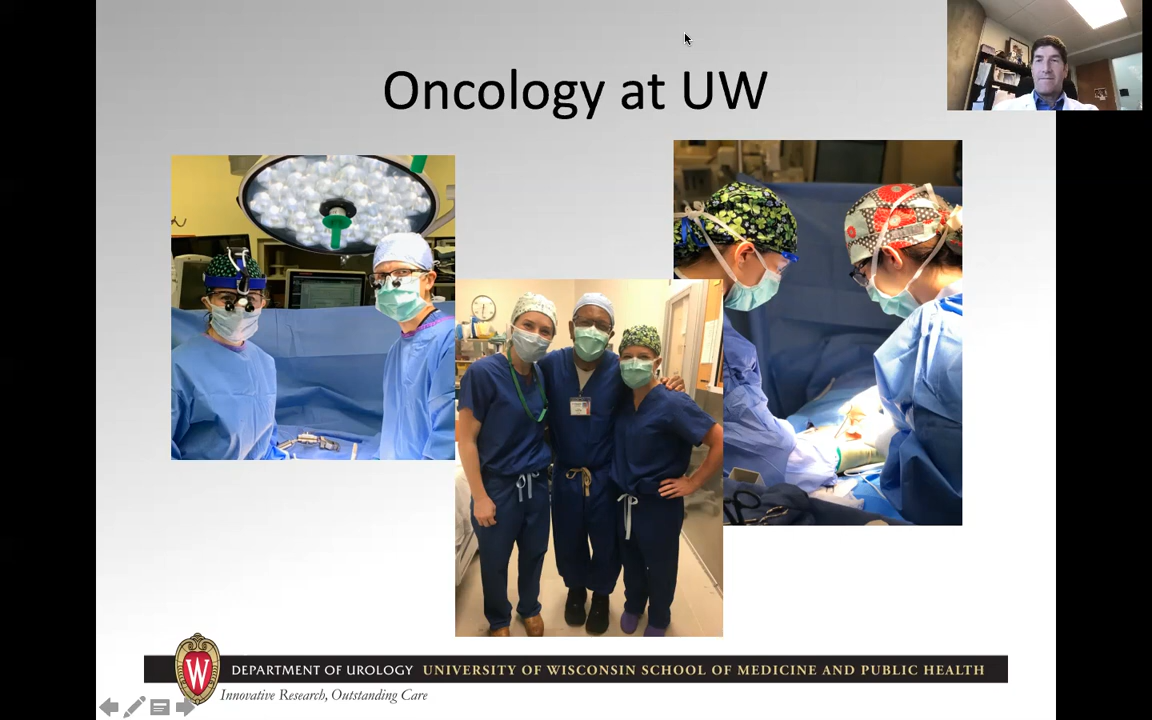 Oncology at UW
W
DEPARTMENT OF UROLOGY UNIVERSITY OF WISCONSIN SCHOOL OF MEDICINE AND PUBLIC HEALTH
Innovative Research, Outstanding Care